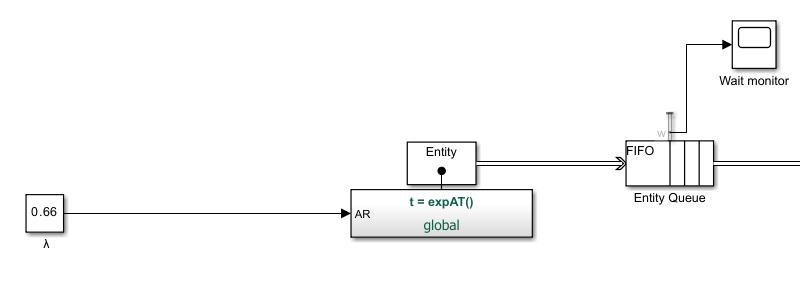 Wait monitor
w
Entity
FIFO
Entity Queue
t = expAT()
0.66
AR
global
λ